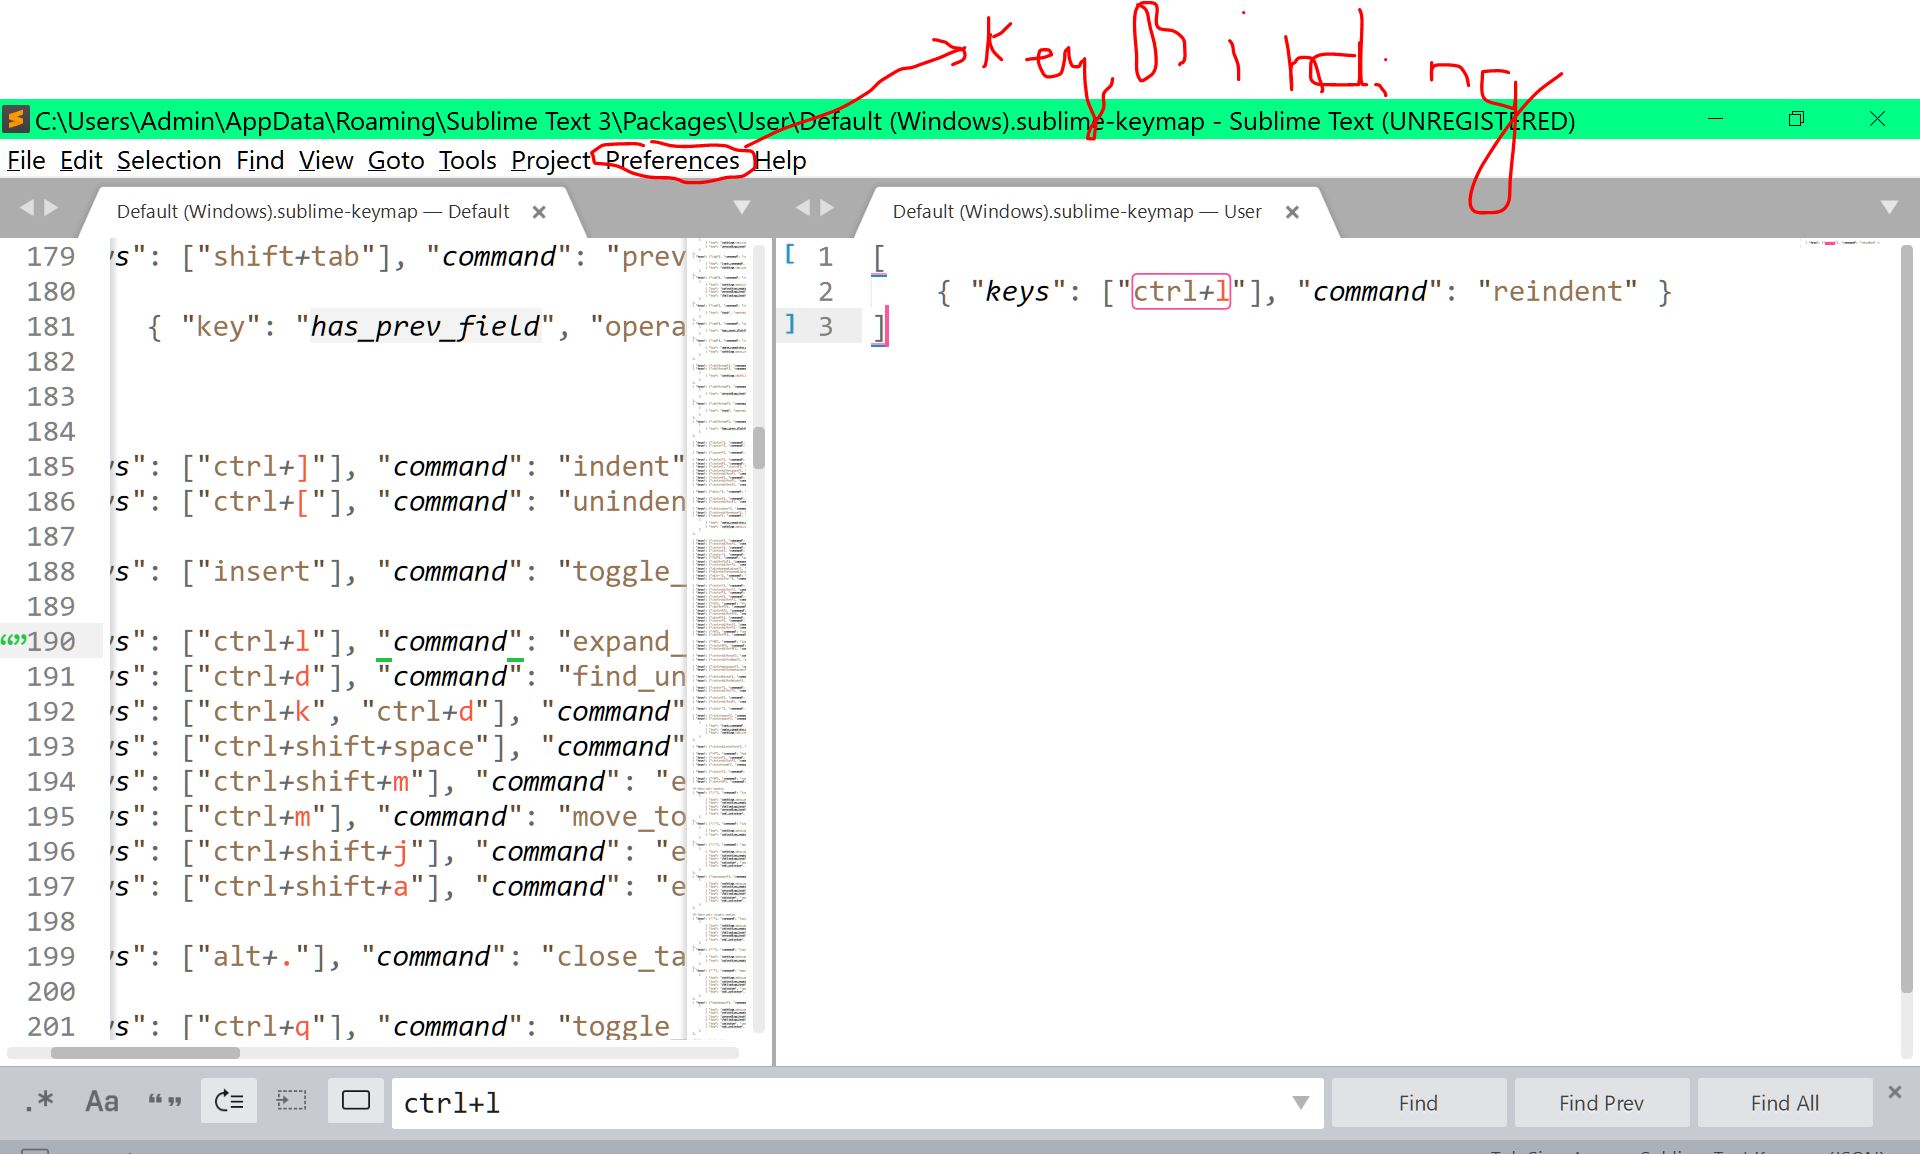 Key Binding
C:\Users\Admin\AppData\Roaming\Sublime Text 3\Packages\User\Default (Windows).sublime-keymap - Sublime Text (UNREGISTERED)
File Edit Selection Find View Goto Tools Project Preferences Help
Default (Windows).sublime-keymap — Default
179 s": ["shift+tab"], "command": "prev
180
181 { "key": "has_prev_field", "opera
182
183
184
185 s": ["ctrl+]"], "command": "indent"
186 s": ["ctrl+["], "command": "uninden
187
188 s": ["insert"], "command": "toggle_
189
190 s": ["ctrl+l"], "command": "expand_
191 s": ["ctrl+d"], "command": "find_un
192 s": ["ctrl+k", "ctrl+d"], "command"
193 s": ["ctrl+shift+space"], "command"
194 s": ["ctrl+shift+m"], "command": "e
195 s": ["ctrl+m"], "command": "move_to
196 s": ["ctrl+shift+j"], "command": "e
197 s": ["ctrl+shift+a"], "command": "e
198
199 s": ["alt+."], "command": "close_ta
200
201 s": ["ctrl+q"], "command": "toggle
Default (Windows).sublime-keymap — User
1 [
2 { "keys": ["ctrl+l"], "command": "reindent" }
3 ]
.* Aa “” ctrl+l Find Find Prev Find All